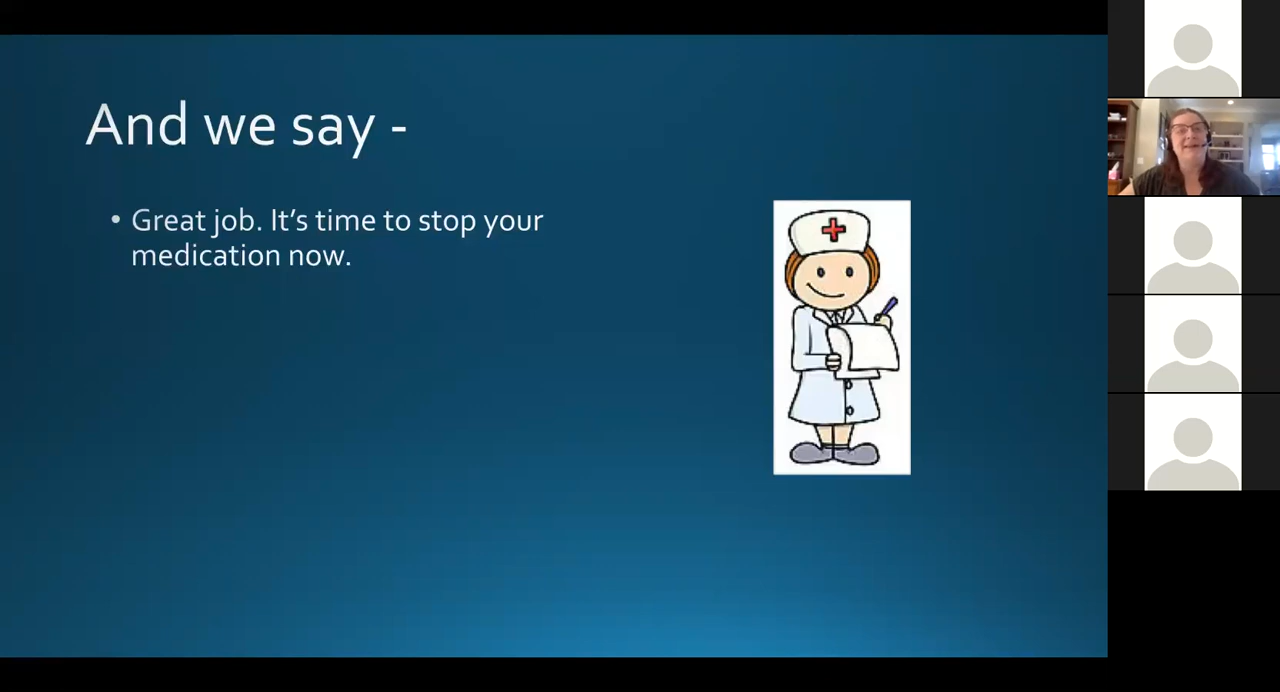 And we say -
• Great job. It’s time to stop your
medication now.